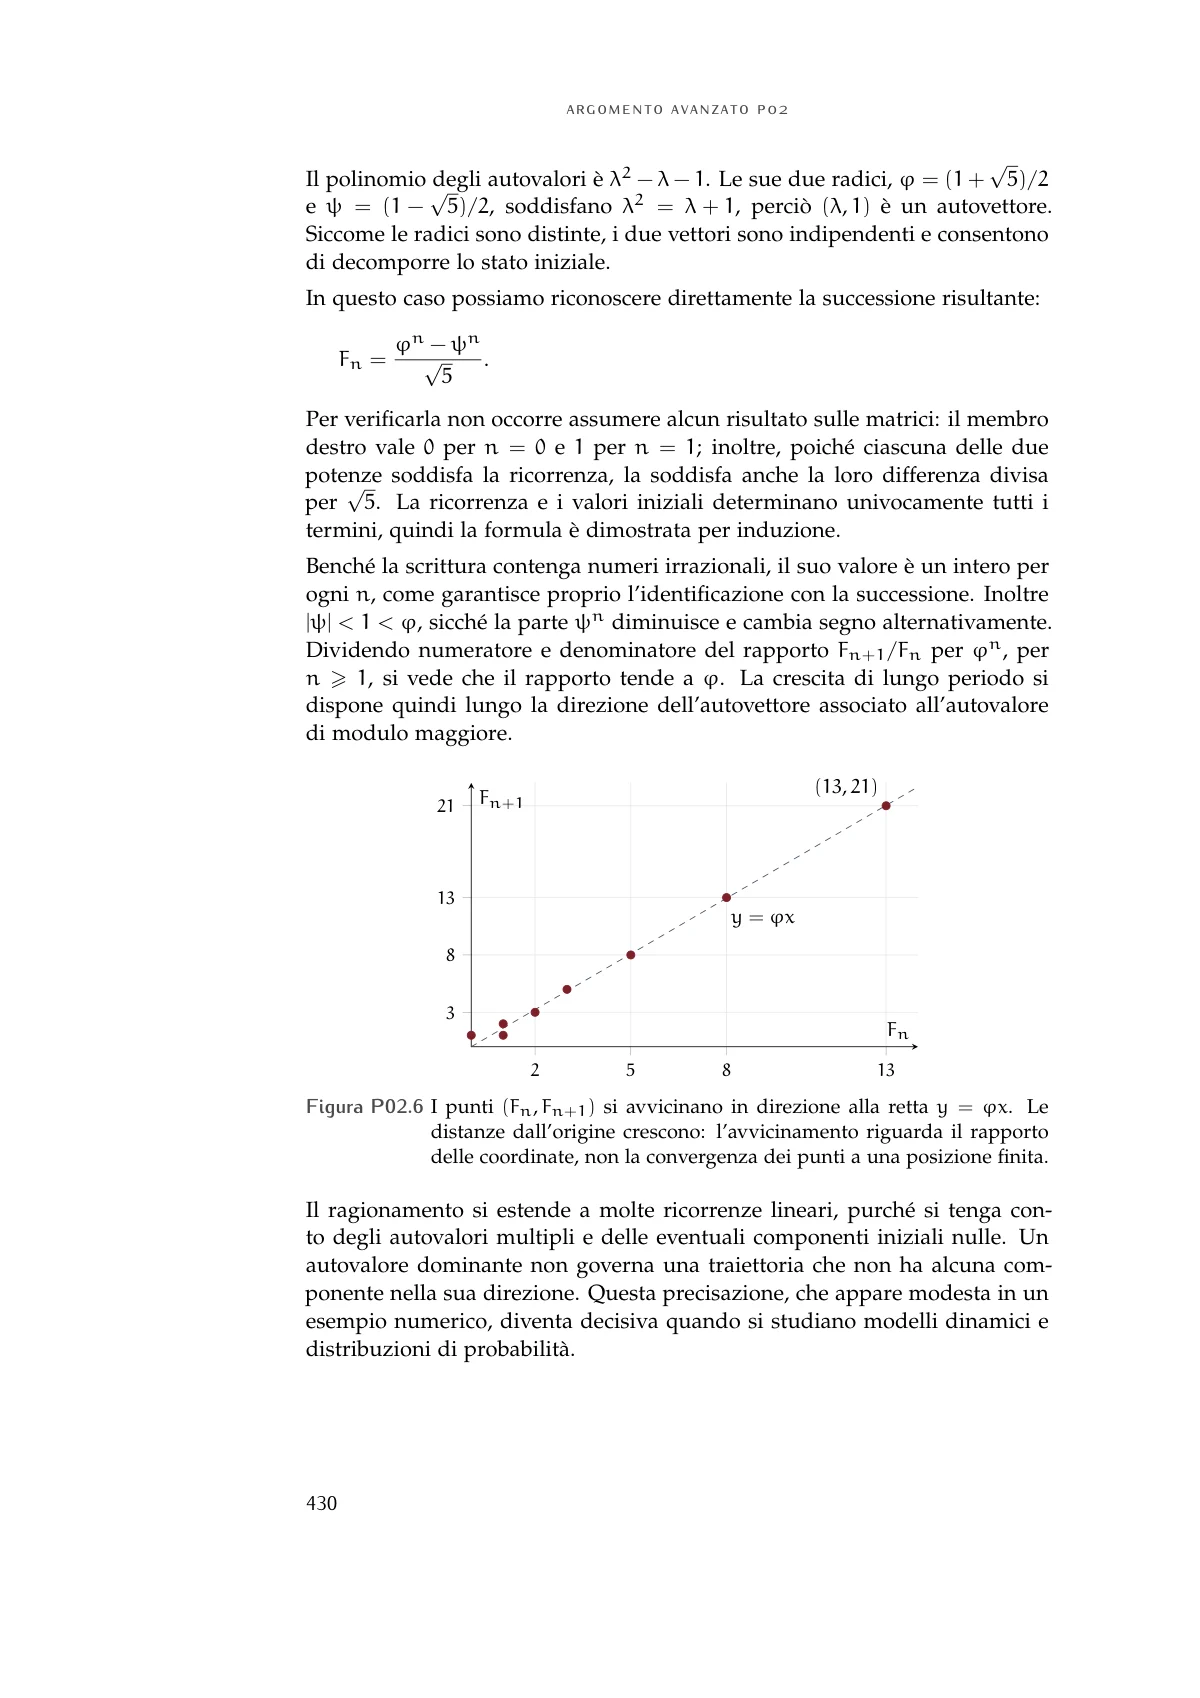 ARGOMENTO AVANZATO P02
Il polinomio degli autovalori è λ² − λ − 1. Le sue due radici, φ = (1 + √5)/2
e ψ = (1 − √5)/2, soddisfano λ² = λ + 1, perciò (λ, 1) è un autovettore.
Siccome le radici sono distinte, i due vettori sono indipendenti e consentono
di decomporre lo stato iniziale.
In questo caso possiamo riconoscere direttamente la successione risultante:
Fₙ = (φⁿ − ψⁿ)/√5.
Per verificarla non occorre assumere alcun risultato sulle matrici: il membro
destro vale 0 per n = 0 e 1 per n = 1; inoltre, poiché ciascuna delle due
potenze soddisfa la ricorrenza, la soddisfa anche la loro differenza divisa
per √5. La ricorrenza e i valori iniziali determinano univocamente tutti i
termini, quindi la formula è dimostrata per induzione.
Benché la scrittura contenga numeri irrazionali, il suo valore è un intero per
ogni n, come garantisce proprio l'identificazione con la successione. Inoltre
|ψ| < 1 < φ, sicché la parte ψⁿ diminuisce e cambia segno alternativamente.
Dividendo numeratore e denominatore del rapporto Fₙ₊₁/Fₙ per φⁿ, per
n ⩾ 1, si vede che il rapporto tende a φ. La crescita di lungo periodo si
dispone quindi lungo la direzione dell'autovettore associato all'autovalore
di modulo maggiore.
(13, 21)
21
Fₙ₊₁
13
y = φx
8
3
Fₙ
2 5 8 13
Figura P02.6 I punti (Fₙ, Fₙ₊₁) si avvicinano in direzione alla retta y = φx. Le
distanze dall'origine crescono: l'avvicinamento riguarda il rapporto
delle coordinate, non la convergenza dei punti a una posizione finita.
Il ragionamento si estende a molte ricorrenze lineari, purché si tenga con-
to degli autovalori multipli e delle eventuali componenti iniziali nulle. Un
autovalore dominante non governa una traiettoria che non ha alcuna com-
ponente nella sua direzione. Questa precisazione, che appare modesta in un
esempio numerico, diventa decisiva quando si studiano modelli dinamici e
distribuzioni di probabilità.
430